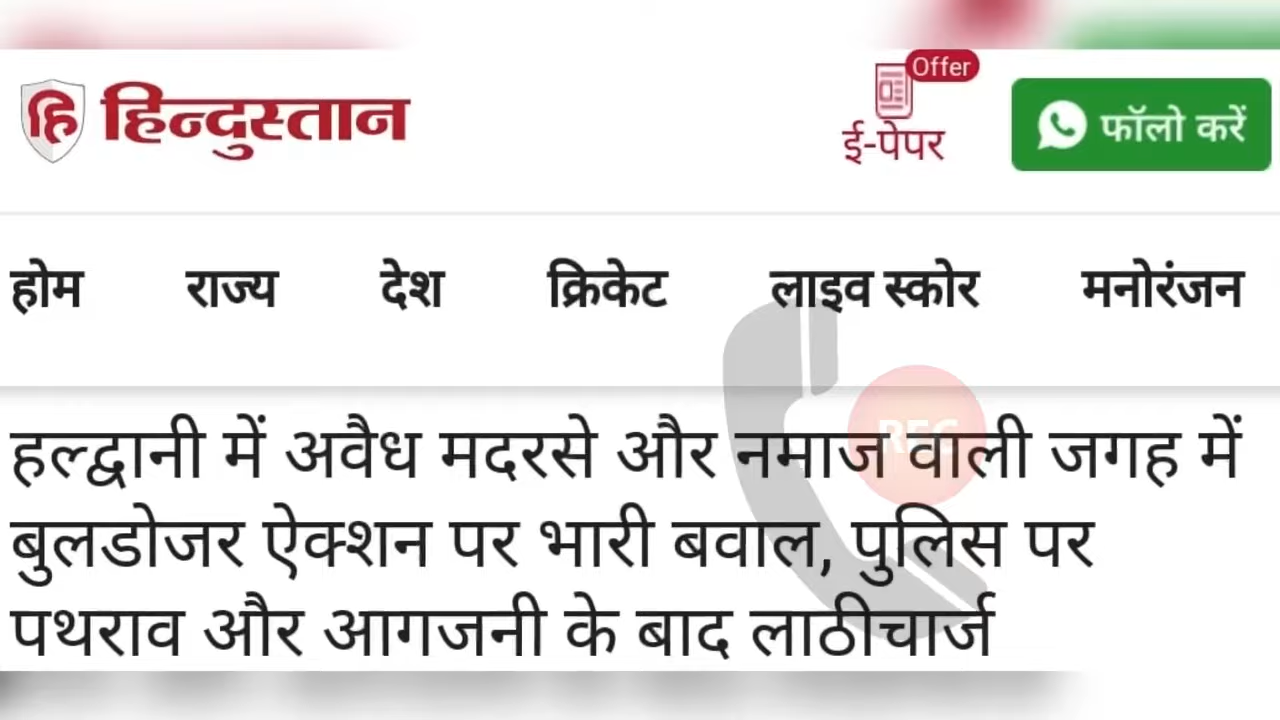 हि हिन्दुस्तान
Offer
ई-पेपर
फॉलो करें
होम राज्य देश क्रिकेट लाइव स्कोर मनोरंजन
REC
हल्द्वानी में अवैध मदरसे और नमाज वाली जगह में
बुलडोजर ऐक्शन पर भारी बवाल, पुलिस पर
पथराव और आगजनी के बाद लाठीचार्ज